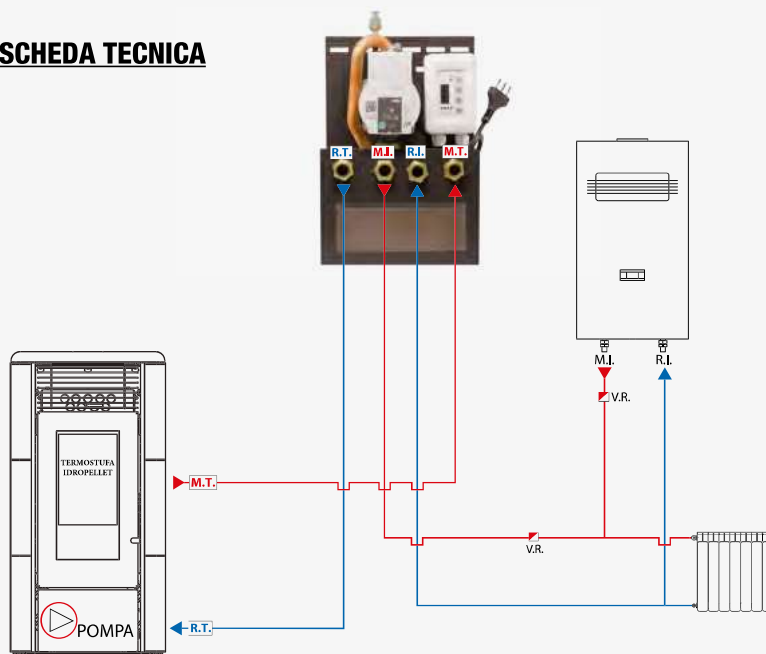 SCHEDA TECNICA
R.T. M.I. R.I. M.T.
M.I. R.I.
V.R.
TERMOSTUFA
IDROPELLET
M.T.
V.R.
POMPA
R.T.